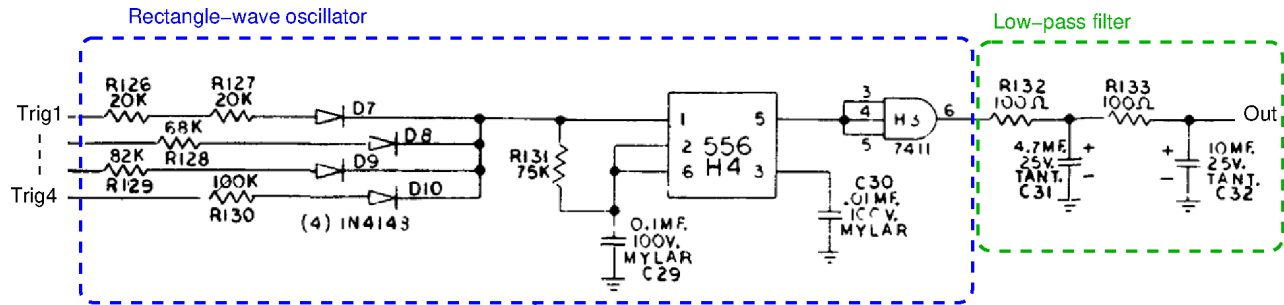 Rectangle-wave oscillator
Low-pass filter
R126
20K
R127
20K
Trig1
D7
68K
D8
R128
82K
D9
R129
Trig4
100K
D10
R130
(4) IN4148
R131
75K
1
5
2
556
H4
6
3
3
4
5
H3
6
7411
0.1MF.
100V.
MYLAR
C29
C30
.01MF.
100V.
MYLAR
R132
100Ω
R133
100Ω
Out
4.7MF.
25V.
TANT.
C31
+
-
+
-
10MF.
25V.
TANT.
C32